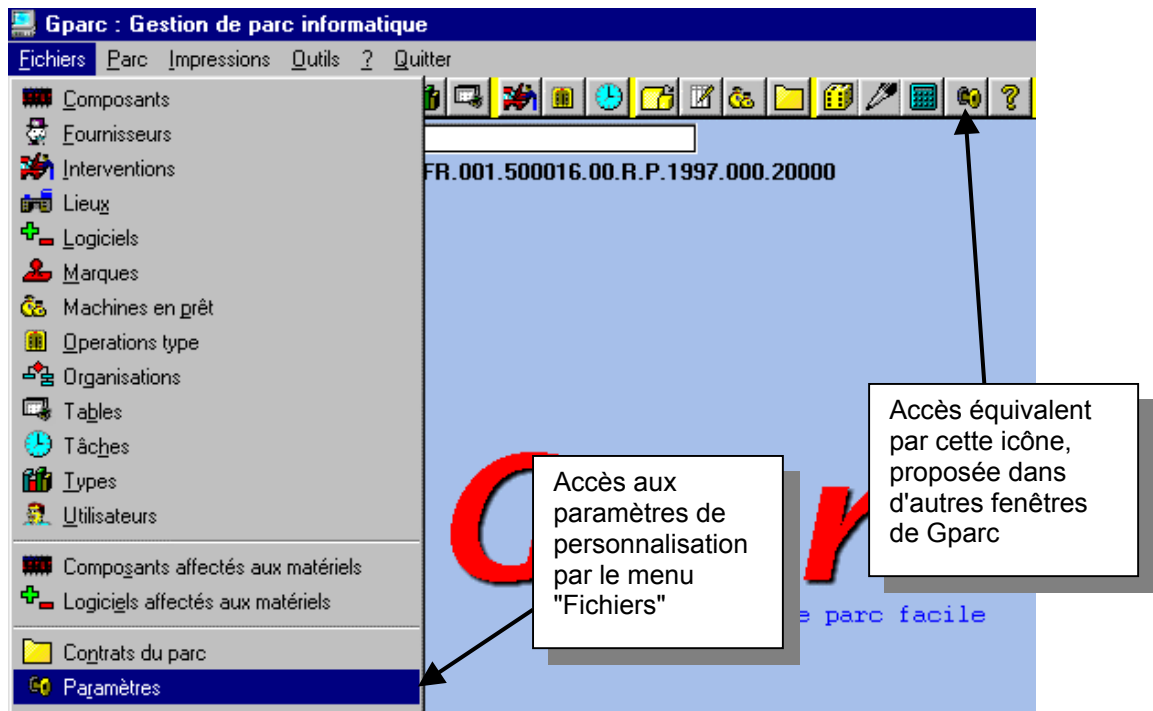 Gparc : Gestion de parc informatique
Fichiers Parc Impressions Outils ? Quitter
Composants
Fournisseurs
Interventions
FR.001.500016.00.R.P.1997.000.20000
Lieux
Logiciels
Marques
Machines en prêt
Operations type
Organisations
Tables
Tâches
Types
Utilisateurs
Composants affectés aux matériels
Logiciels affectés aux matériels
Contrats du parc
Paramètres
Accès aux
paramètres de
personnalisation
par le menu
"Fichiers"
Accès équivalent
par cette icône,
proposée dans
d'autres fenêtres
de Gparc
parc facile